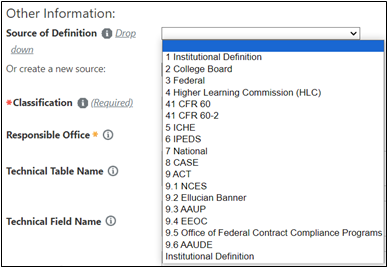 Other Information:
Source of Definition Drop down
Or create a new source:
*Classification (Required)
Responsible Office *
Technical Table Name
Technical Field Name
1 Institutional Definition
2 College Board
3 Federal
4 Higher Learning Commission (HLC)
41 CFR 60
41 CFR 60-2
5 ICHE
6 IPEDS
7 National
8 CASE
9 ACT
9.1 NCES
9.2 Ellucian Banner
9.3 AAUP
9.4 EEOC
9.5 Office of Federal Contract Compliance Programs
9.6 AAUDE
Institutional Definition